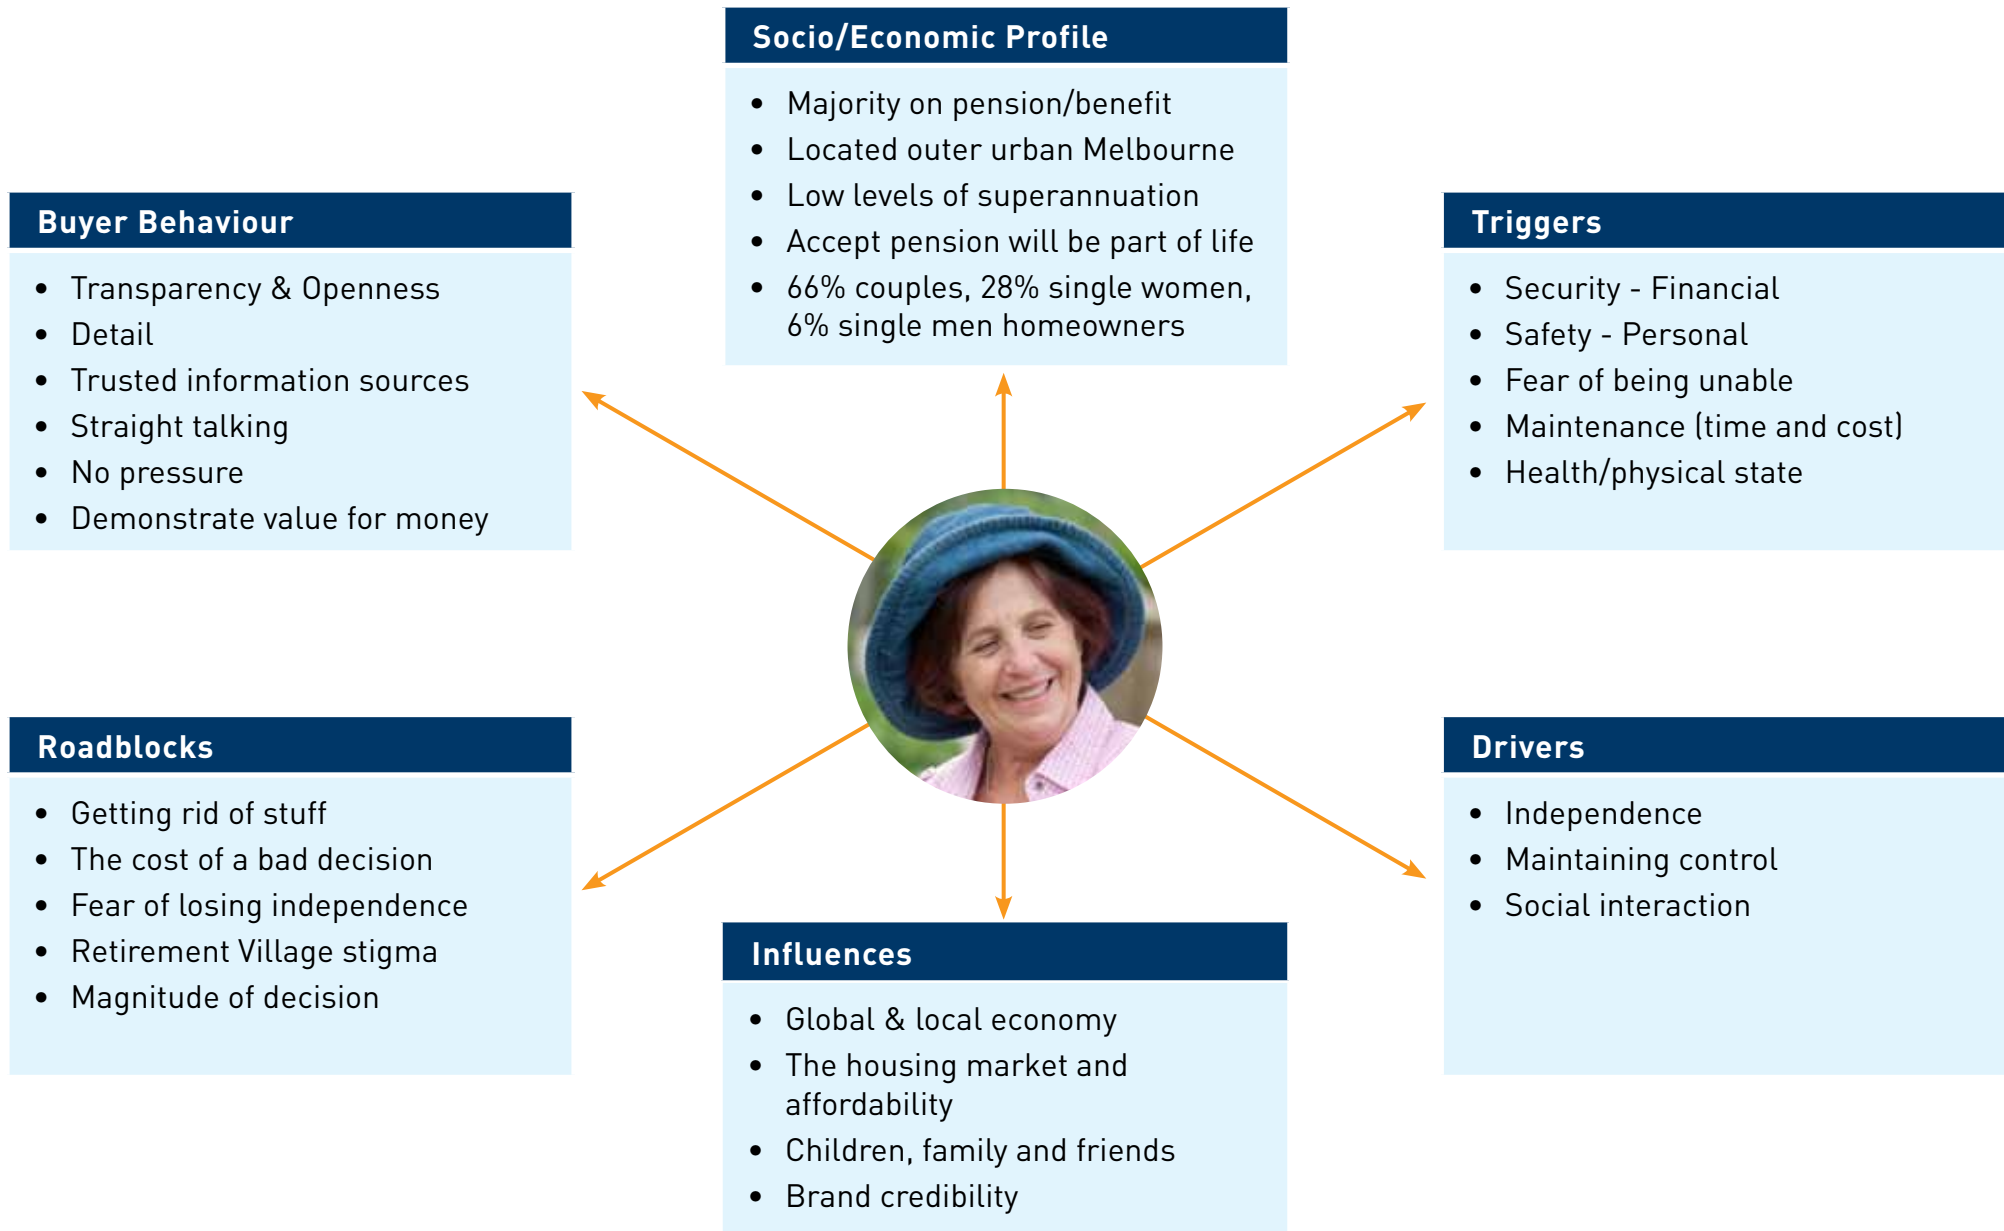 Socio/Economic Profile
• Majority on pension/benefit
• Located outer urban Melbourne
• Low levels of superannuation
• Accept pension will be part of life
• 66% couples, 28% single women,
6% single men homeowners
Buyer Behaviour
• Transparency & Openness
• Detail
• Trusted information sources
• Straight talking
• No pressure
• Demonstrate value for money
Triggers
• Security - Financial
• Safety - Personal
• Fear of being unable
• Maintenance (time and cost)
• Health/physical state
Roadblocks
• Getting rid of stuff
• The cost of a bad decision
• Fear of losing independence
• Retirement Village stigma
• Magnitude of decision
Drivers
• Independence
• Maintaining control
• Social interaction
Influences
• Global & local economy
• The housing market and
affordability
• Children, family and friends
• Brand credibility